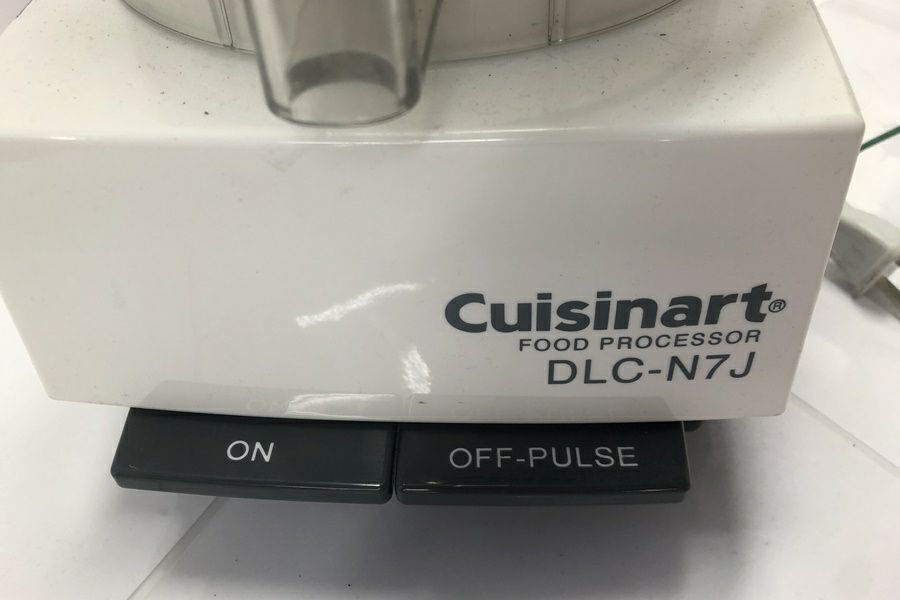 Cuisinart®
FOOD PROCESSOR
DLC-N7J
ON
OFF-PULSE